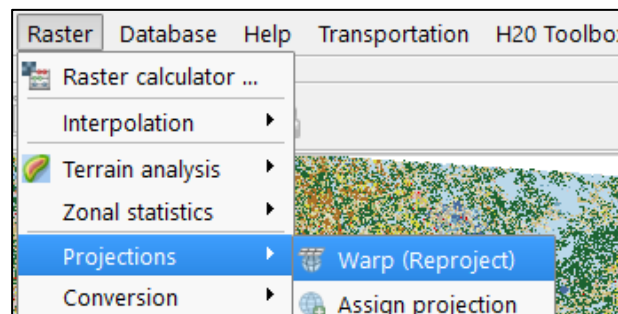 Raster Database Help Transportation H20 Toolbo
Raster calculator ...
Interpolation
Terrain analysis
Zonal statistics
Projections
Warp (Reproject)
Conversion
Assign projection